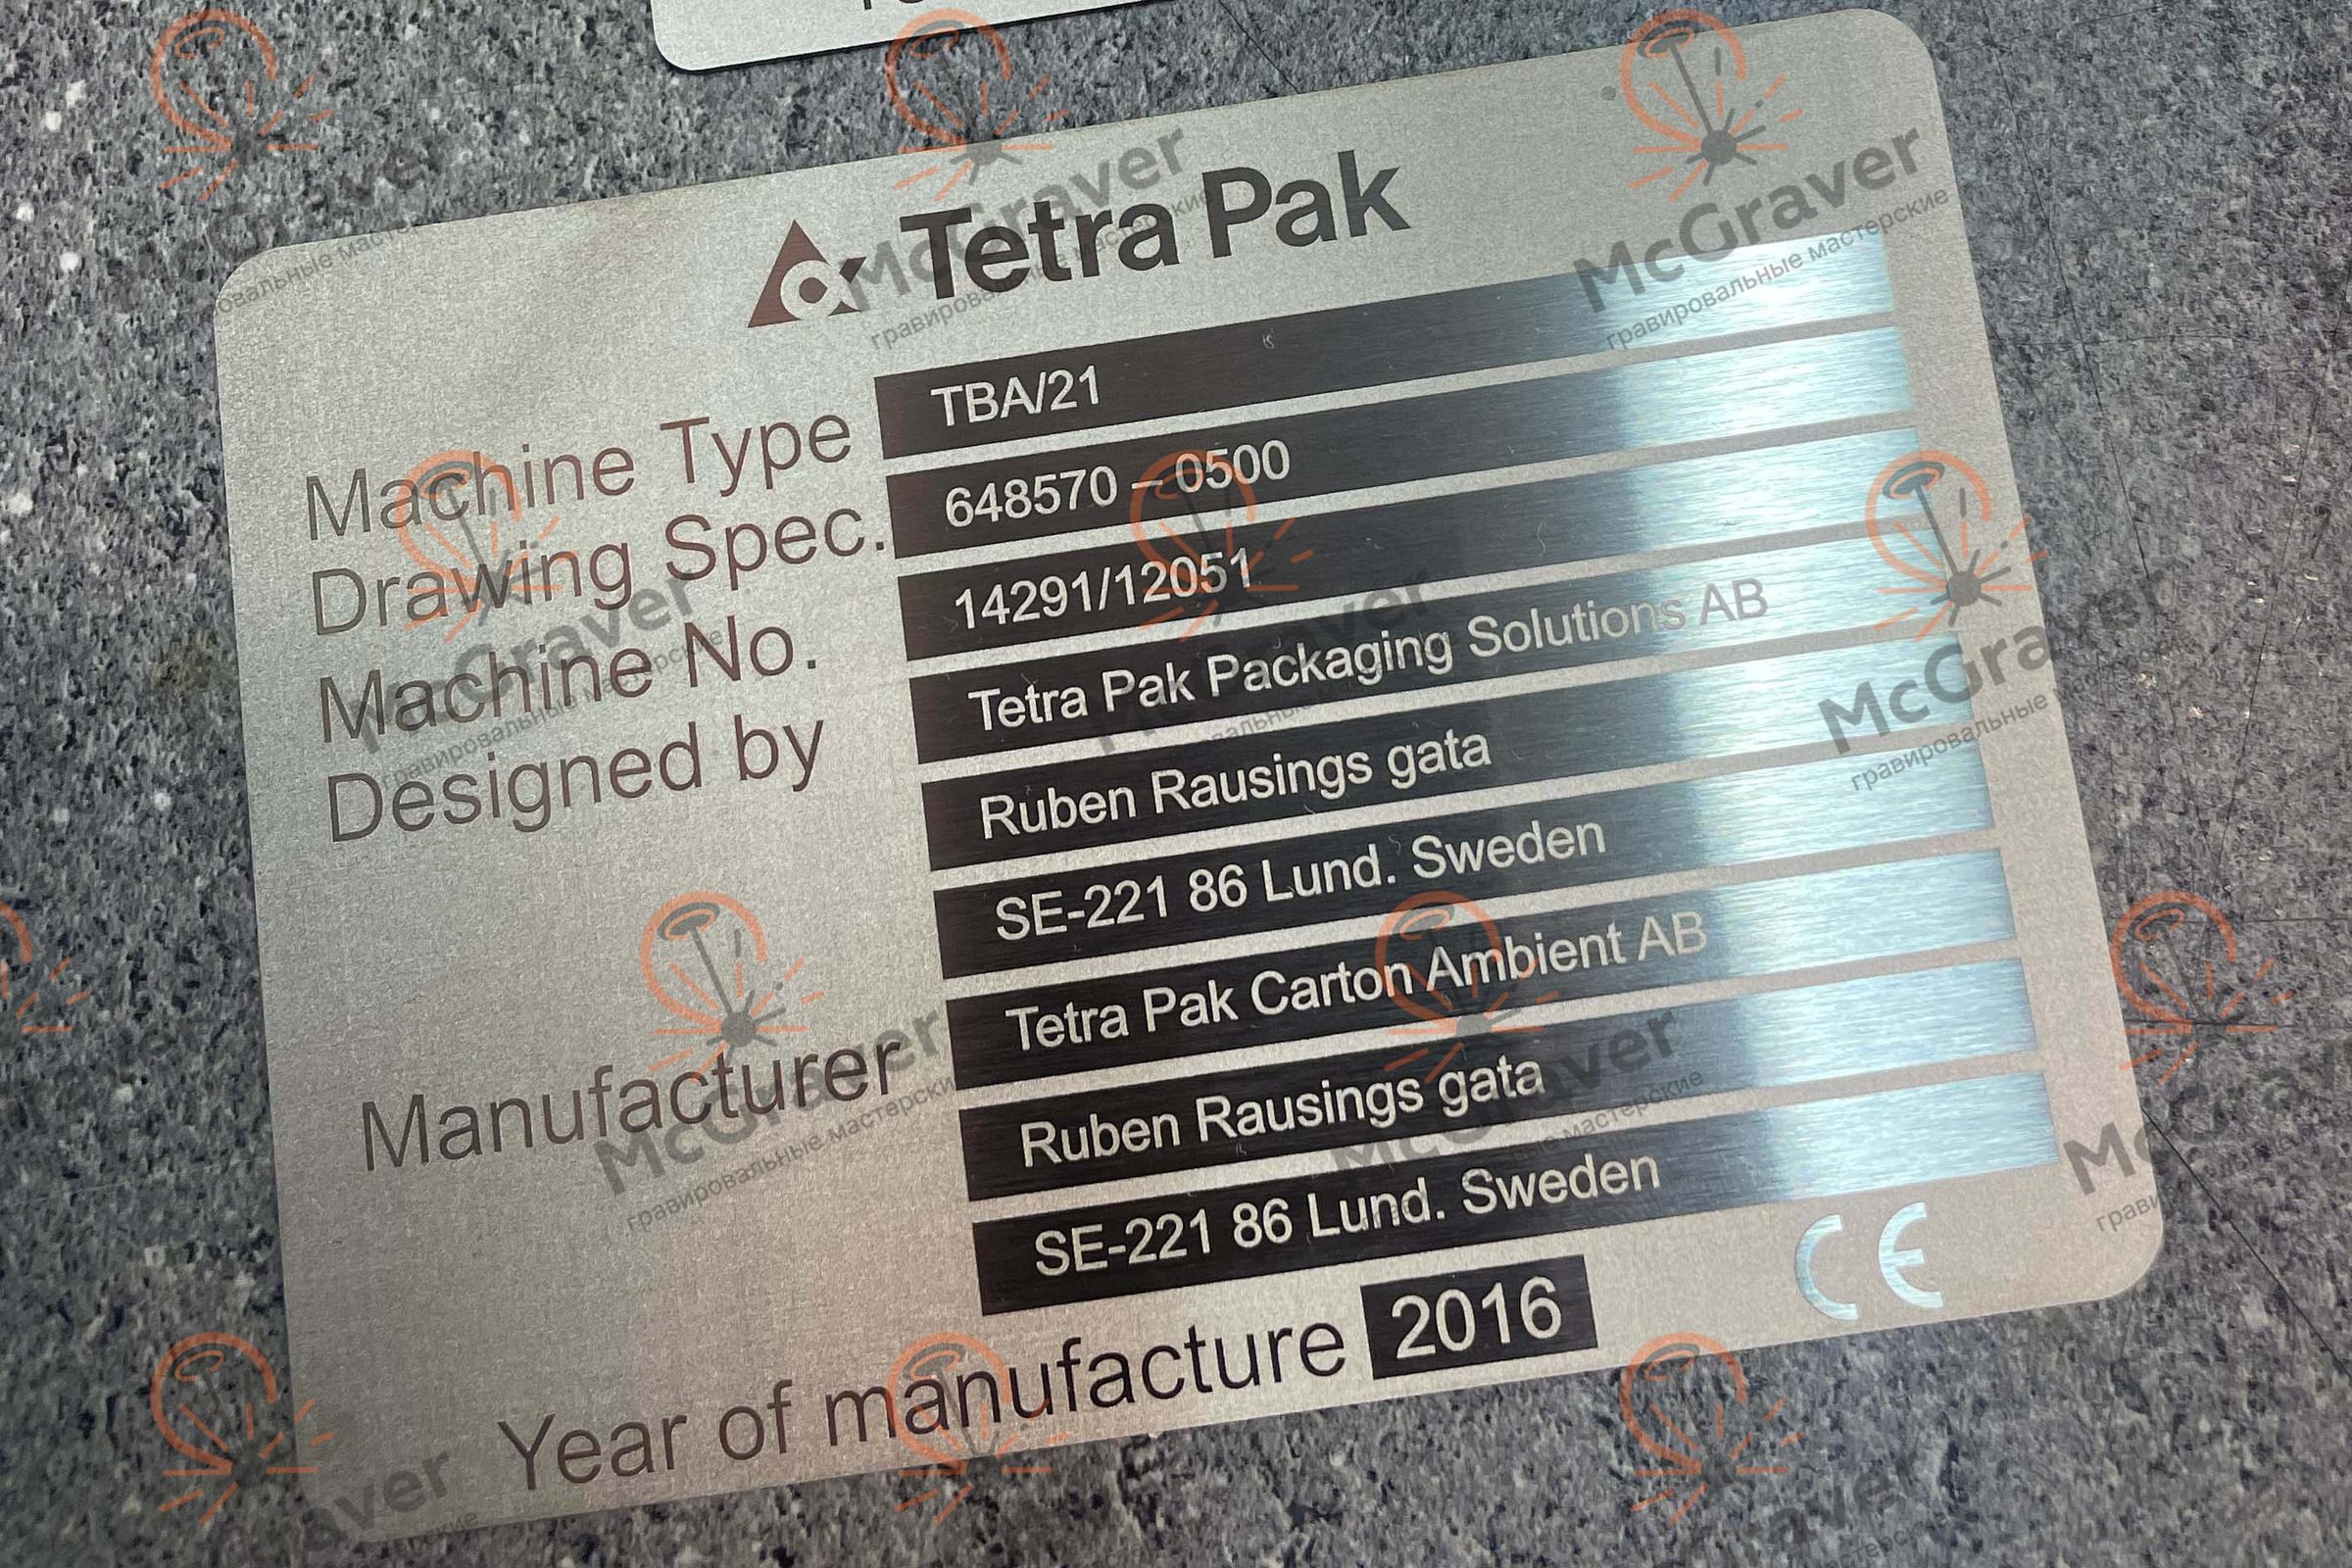 Tetra Pak
Machine Type TBA/21
Drawing Spec. 648570 – 0500
Machine No. 14291/12051
Designed by Tetra Pak Packaging Solutions AB
Ruben Rausings gata
SE-221 86 Lund. Sweden
Manufacturer Tetra Pak Carton Ambient AB
Ruben Rausings gata
SE-221 86 Lund. Sweden
Year of manufacture 2016
CE
McGraver
гравировальные мастерские